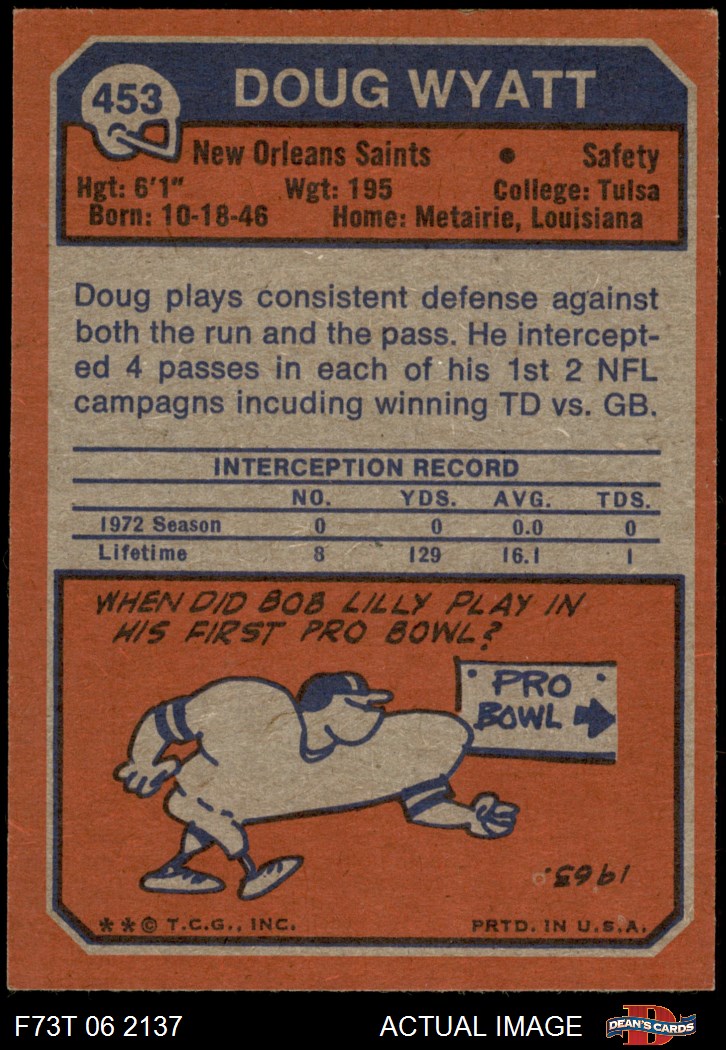 453
DOUG WYATT
New Orleans Saints • Safety
Hgt: 6'1" Wgt: 195 College: Tulsa
Born: 10-18-46 Home: Metairie, Louisiana
Doug plays consistent defense against
both the run and the pass. He intercept-
ed 4 passes in each of his 1st 2 NFL
campagns incuding winning TD vs. GB.
INTERCEPTION RECORD
NO. YDS. AVG. TDS.
1972 Season 0 0 0.0 0
Lifetime 8 129 16.1 1
WHEN DID BOB LILLY PLAY IN
HIS FIRST PRO BOWL?
PRO
BOWL
1963.
**© T.C.G., INC. PRTD. IN U.S.A.
F73T 06 2137 ACTUAL IMAGE D DEAN'S CARDS